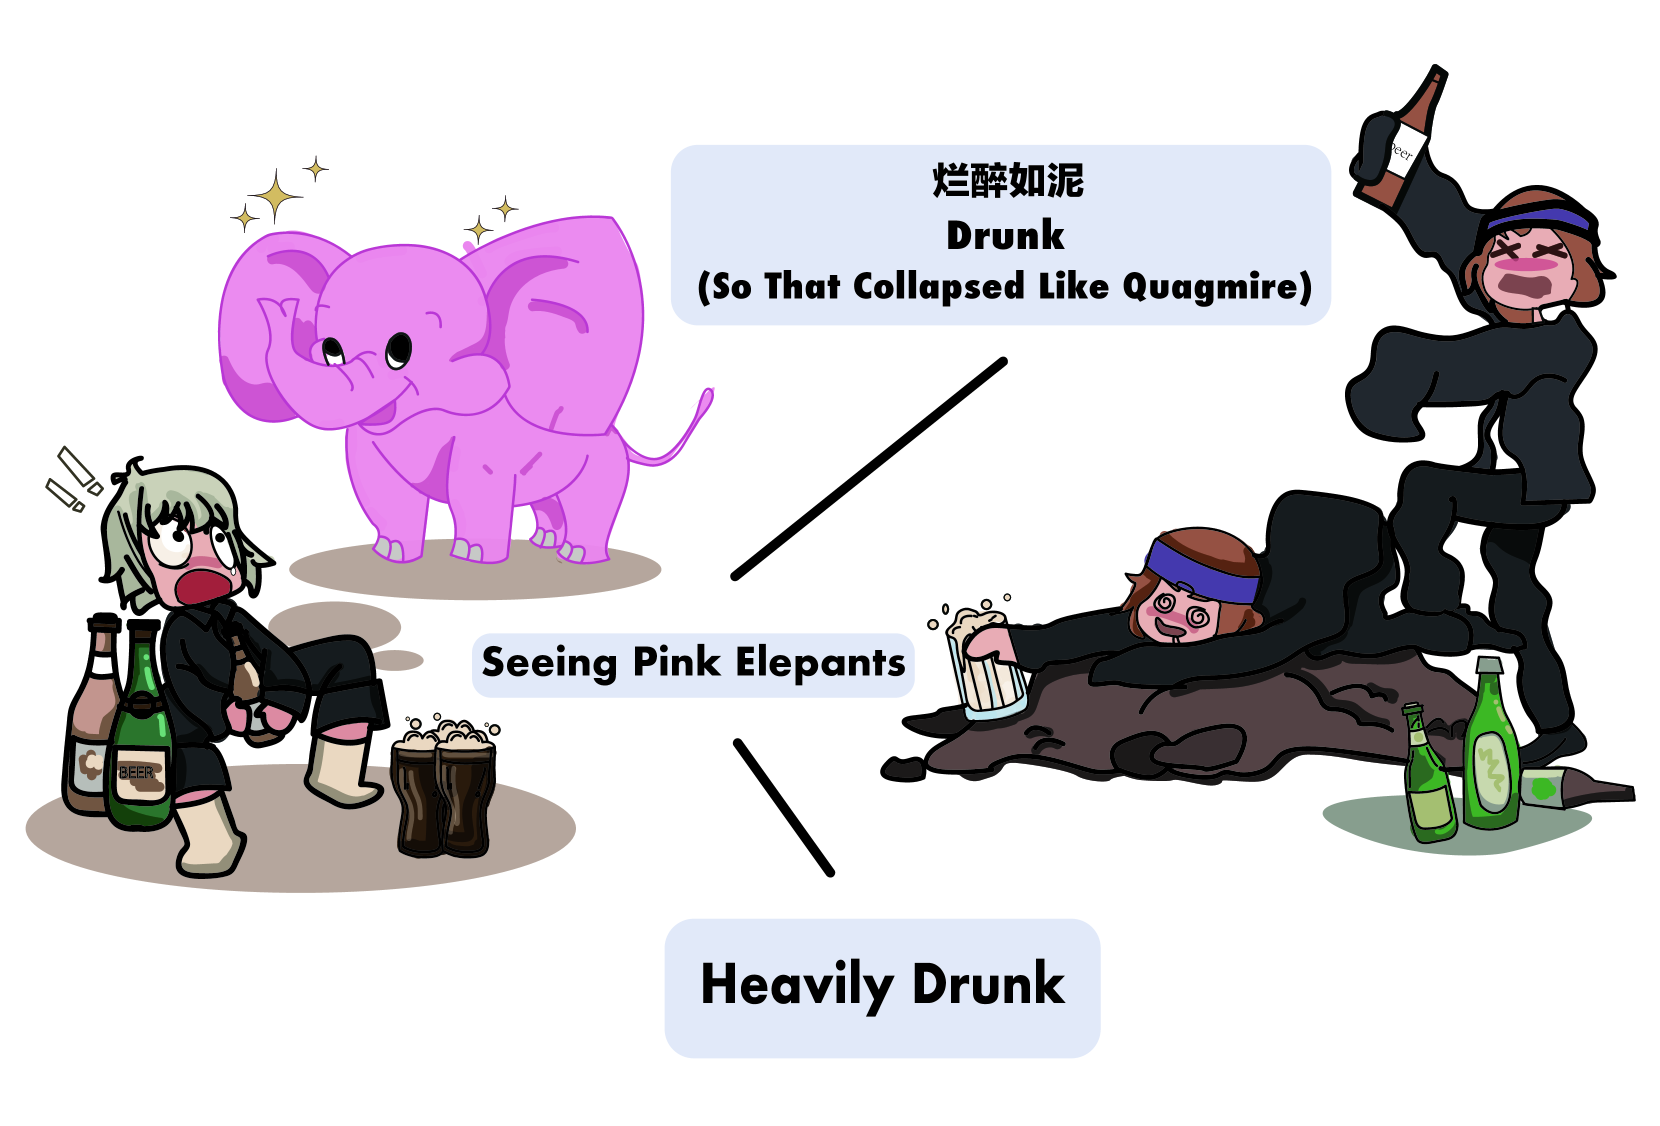 烂醉如泥
Drunk
(So That Collapsed Like Quagmire)
beer
Seeing Pink Elepants
BEER
Heavily Drunk